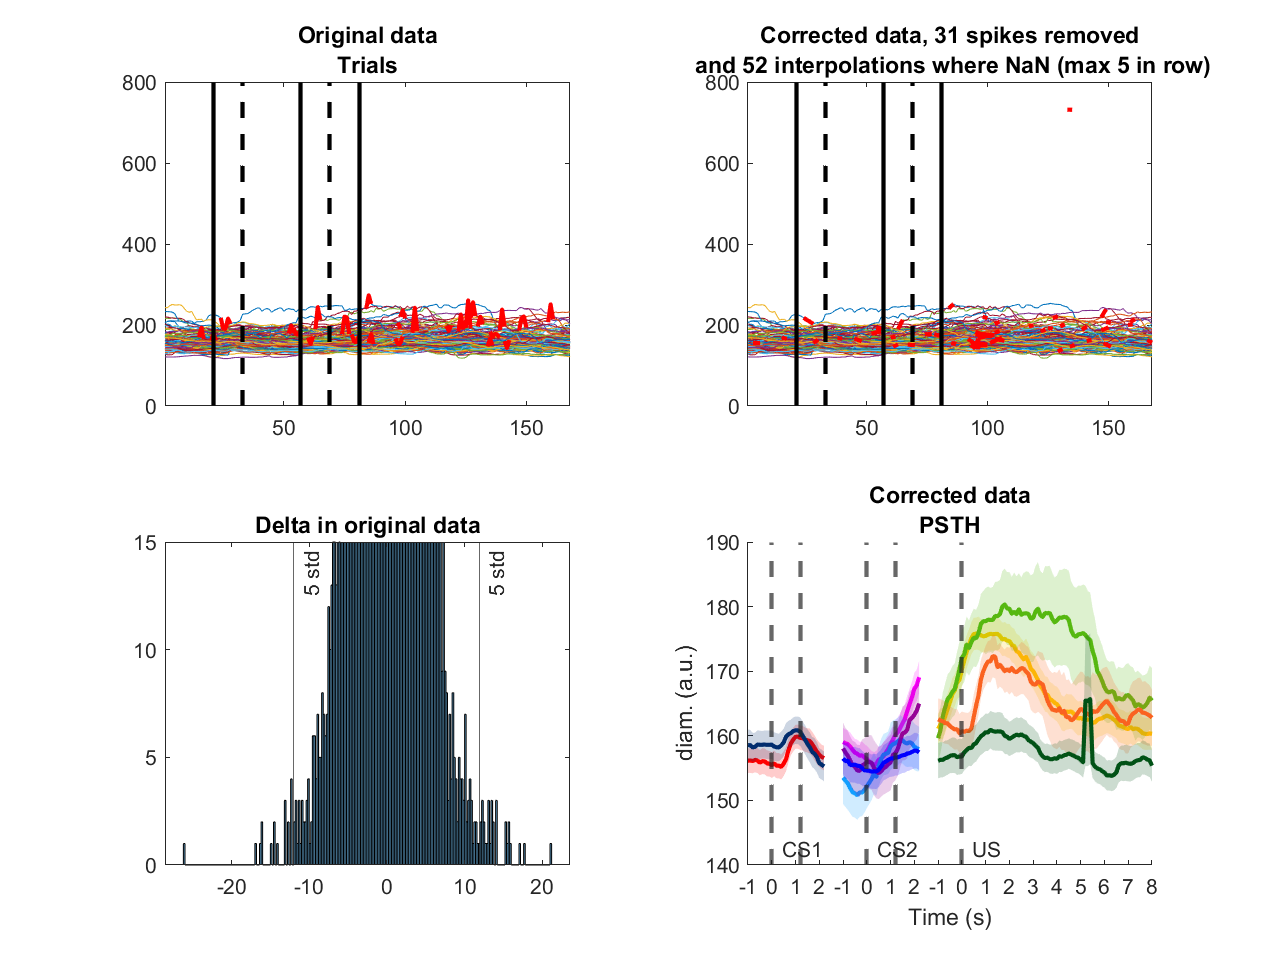 Original data
Trials
800
600
400
200
0
50
100
150
Corrected data, 31 spikes removed
and 52 interpolations where NaN (max 5 in row)
800
600
400
200
0
50
100
150
Delta in original data
15
10
5
0
5 std
5 std
-20
-10
0
10
20
Corrected data
PSTH
diam. (a.u.)
190
180
170
160
150
140
CS1
CS2
US
-1 0 1 2 -1 0 1 2 -1 0 1 2 3 4 5 6 7 8
Time (s)